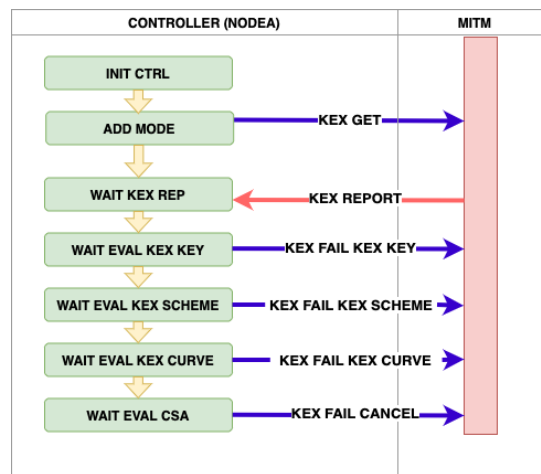 CONTROLLER (NODEA) MITM
INIT CTRL
ADD MODE KEX GET
WAIT KEX REP KEX REPORT
WAIT EVAL KEX KEY KEX FAIL KEX KEY
WAIT EVAL KEX SCHEME KEX FAIL KEX SCHEME
WAIT EVAL KEX CURVE KEX FAIL KEX CURVE
WAIT EVAL CSA KEX FAIL CANCEL